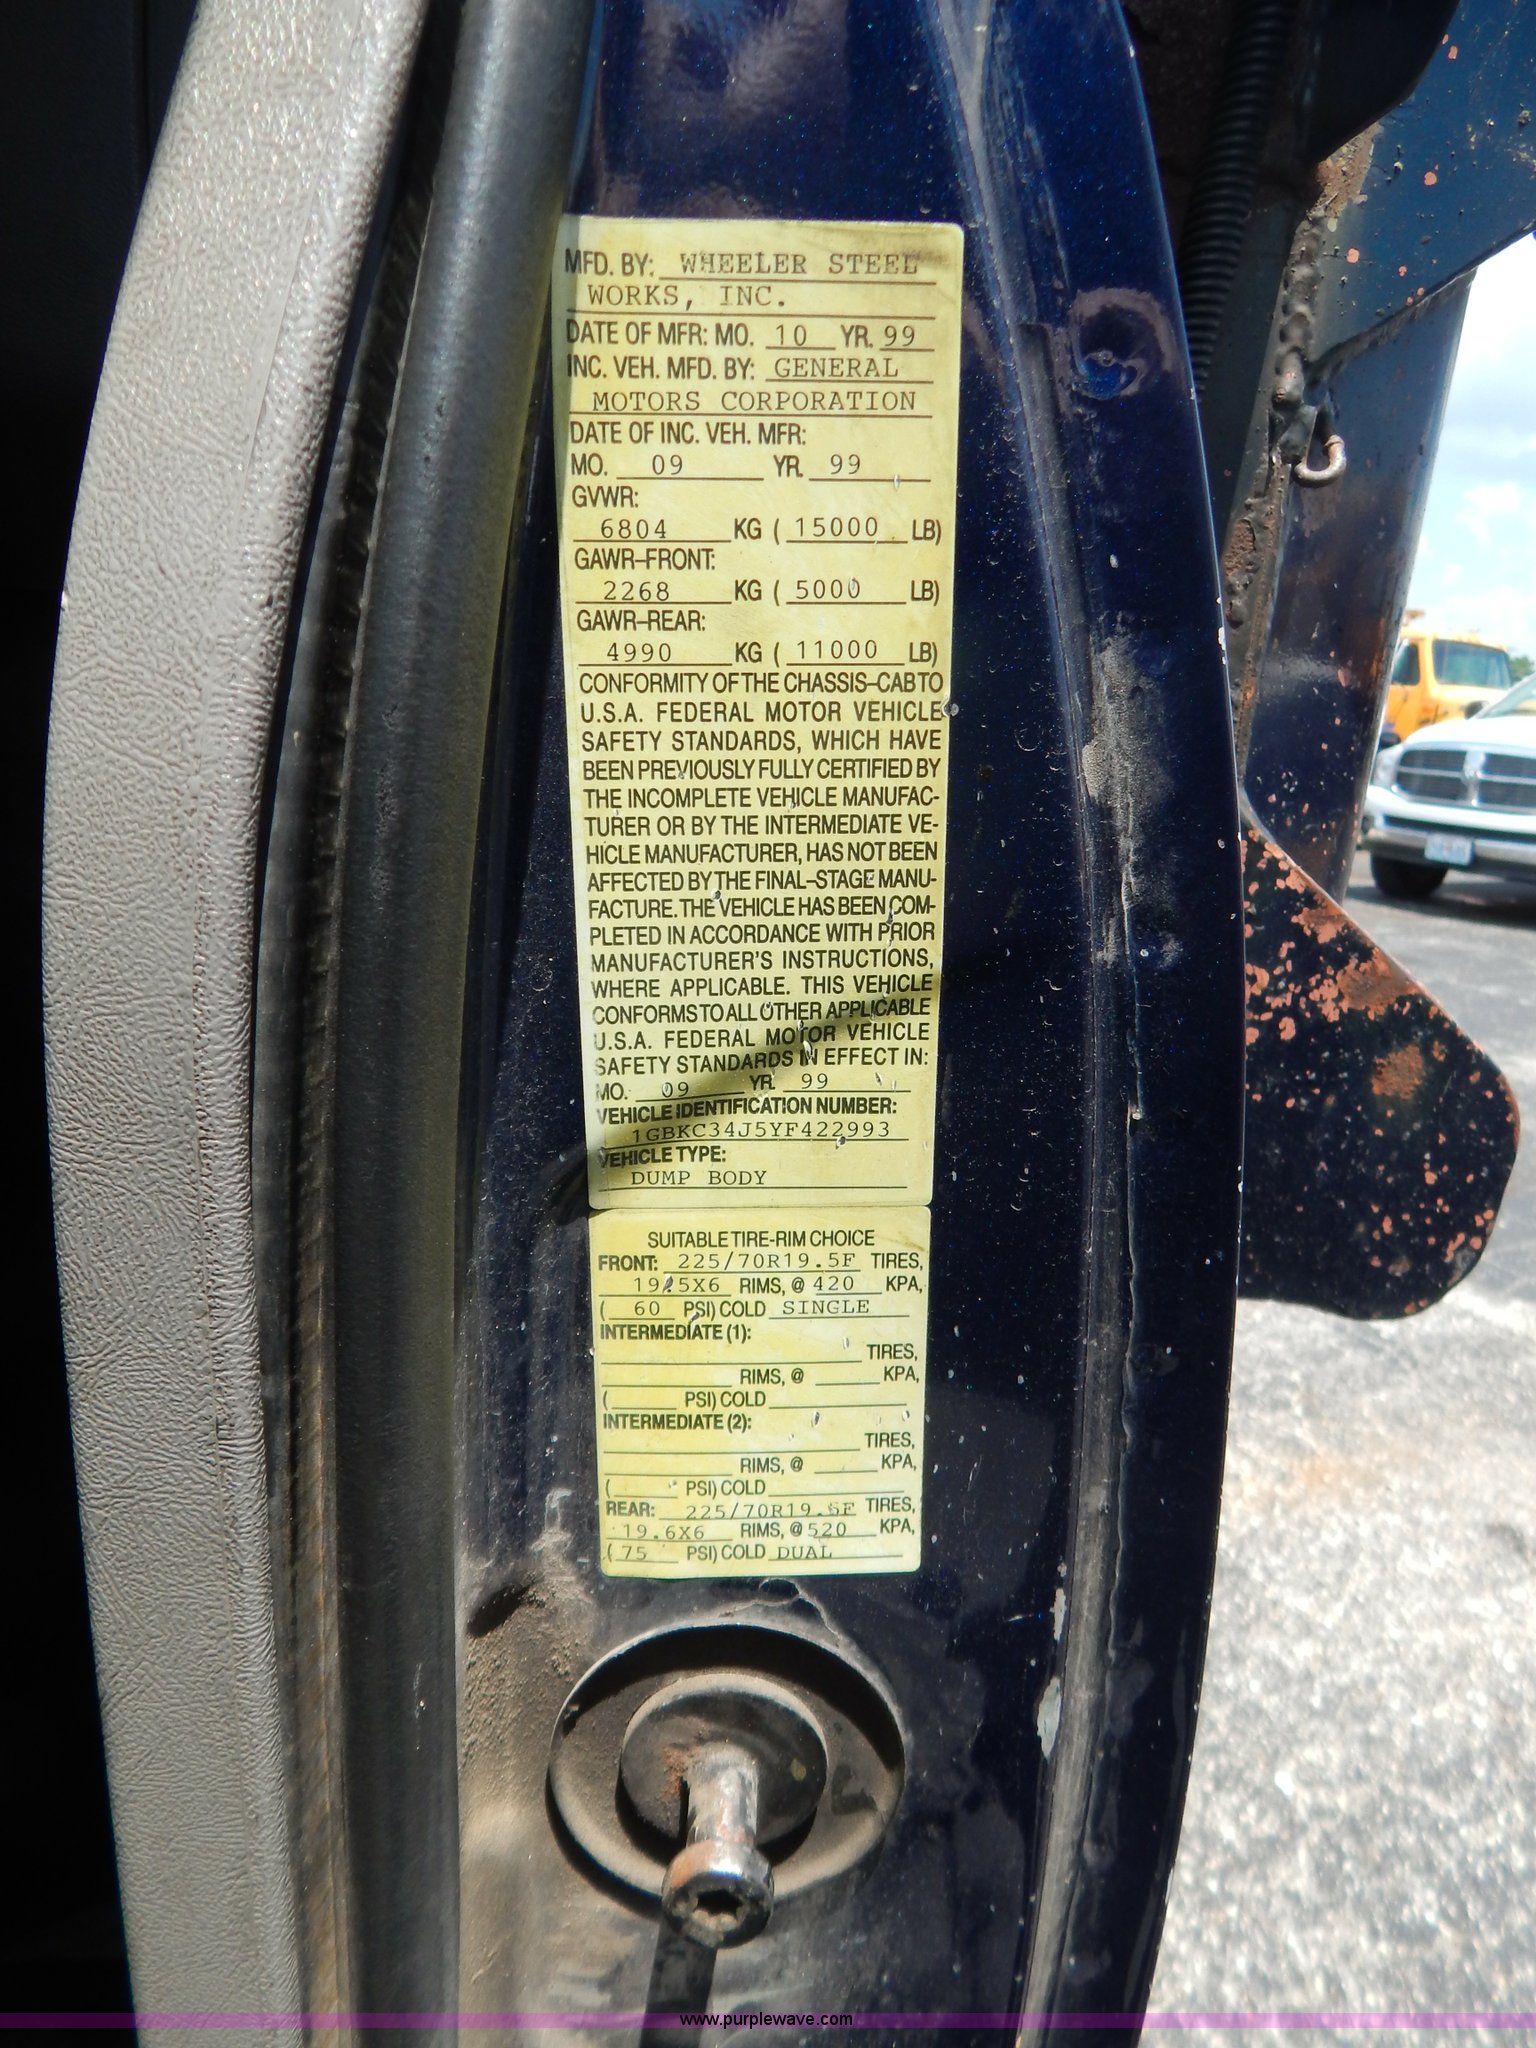 MFD. BY: WHEELER STEEL
WORKS, INC.
DATE OF MFR: MO. 10 YR. 99
INC. VEH. MFD. BY: GENERAL
MOTORS CORPORATION
DATE OF INC. VEH. MFR:
MO. 09 YR. 99
GVWR:
6804 KG ( 15000 LB)
GAWR-FRONT:
2268 KG ( 5000 LB)
GAWR-REAR:
4990 KG ( 11000 LB)
CONFORMITY OF THE CHASSIS-CAB TO
U.S.A. FEDERAL MOTOR VEHICLE
SAFETY STANDARDS, WHICH HAVE
BEEN PREVIOUSLY FULLY CERTIFIED BY
THE INCOMPLETE VEHICLE MANUFAC-
TURER OR BY THE INTERMEDIATE VE-
HICLE MANUFACTURER, HAS NOT BEEN
AFFECTED BY THE FINAL-STAGE MANU-
FACTURE. THE VEHICLE HAS BEEN COM-
PLETED IN ACCORDANCE WITH PRIOR
MANUFACTURER'S INSTRUCTIONS,
WHERE APPLICABLE. THIS VEHICLE
CONFORMS TO ALL OTHER APPLICABLE
U.S.A. FEDERAL MOTOR VEHICLE
SAFETY STANDARDS IN EFFECT IN:
MO. 09 YR. 99
VEHICLE IDENTIFICATION NUMBER:
1GBKC34J5YF422993
VEHICLE TYPE:
DUMP BODY
SUITABLE TIRE-RIM CHOICE
FRONT: 225/70R19.5F TIRES,
19.5X6 RIMS, @ 420 KPA,
( 60 PSI) COLD SINGLE
INTERMEDIATE (1):
TIRES,
RIMS, @ KPA,
( PSI) COLD
INTERMEDIATE (2):
TIRES,
RIMS, @ KPA,
( PSI) COLD
REAR: 225/70R19.5F TIRES,
19.6X6 RIMS, @ 520 KPA,
( 75 PSI) COLD DUAL
www.purplewave.com